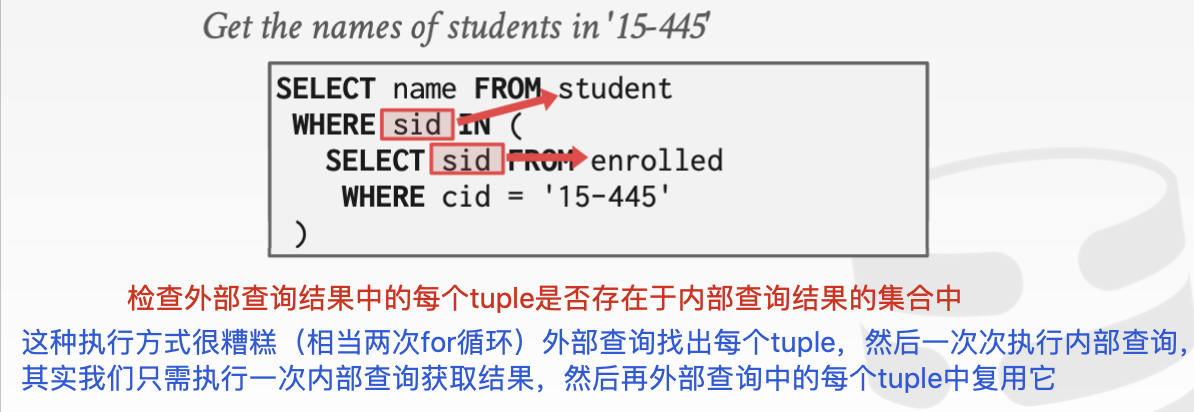 Get the names of students in '15-445'
SELECT name FROM student
WHERE sid IN (
SELECT sid FROM enrolled
WHERE cid = '15-445'
)
检查外部查询结果中的每个tuple是否存在于内部查询结果的集合中
这种执行方式很糟糕（相当两次for循环）外部查询找出每个tuple，然后一次次执行内部查询，
其实我们只需执行一次内部查询获取结果，然后再外部查询中的每个tuple中复用它